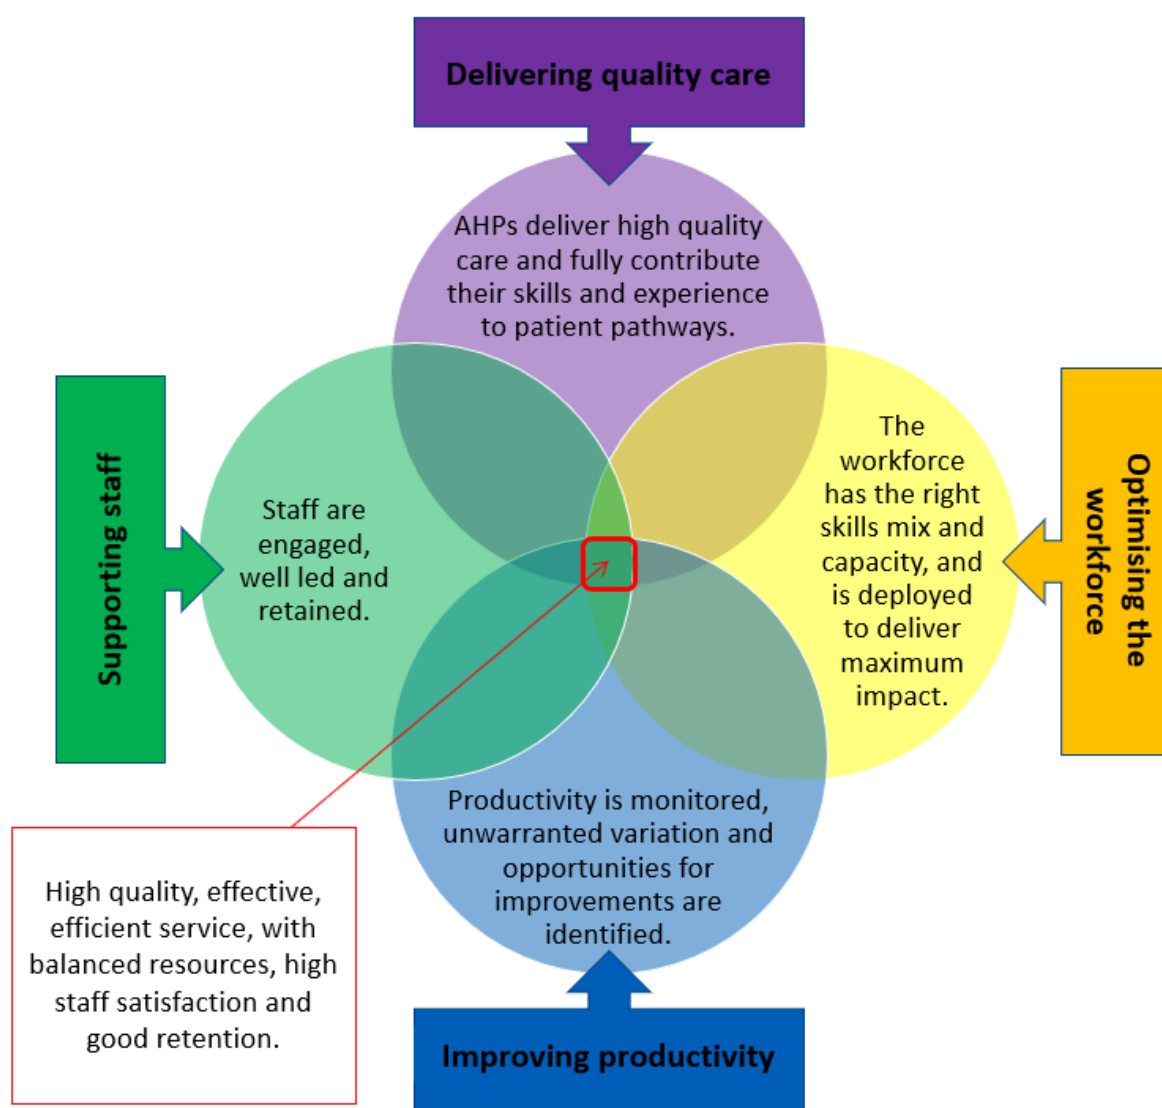 Delivering quality care
AHPs deliver high quality
care and fully contribute
their skills and experience
to patient pathways.
Supporting staff
Staff are
engaged,
well led and
retained.
The
workforce
has the right
skills mix and
capacity, and
is deployed
to deliver
maximum
impact.
Optimising the
workforce
Productivity is monitored,
unwarranted variation and
opportunities for
improvements are
identified.
High quality, effective,
efficient service, with
balanced resources, high
staff satisfaction and
good retention.
Improving productivity